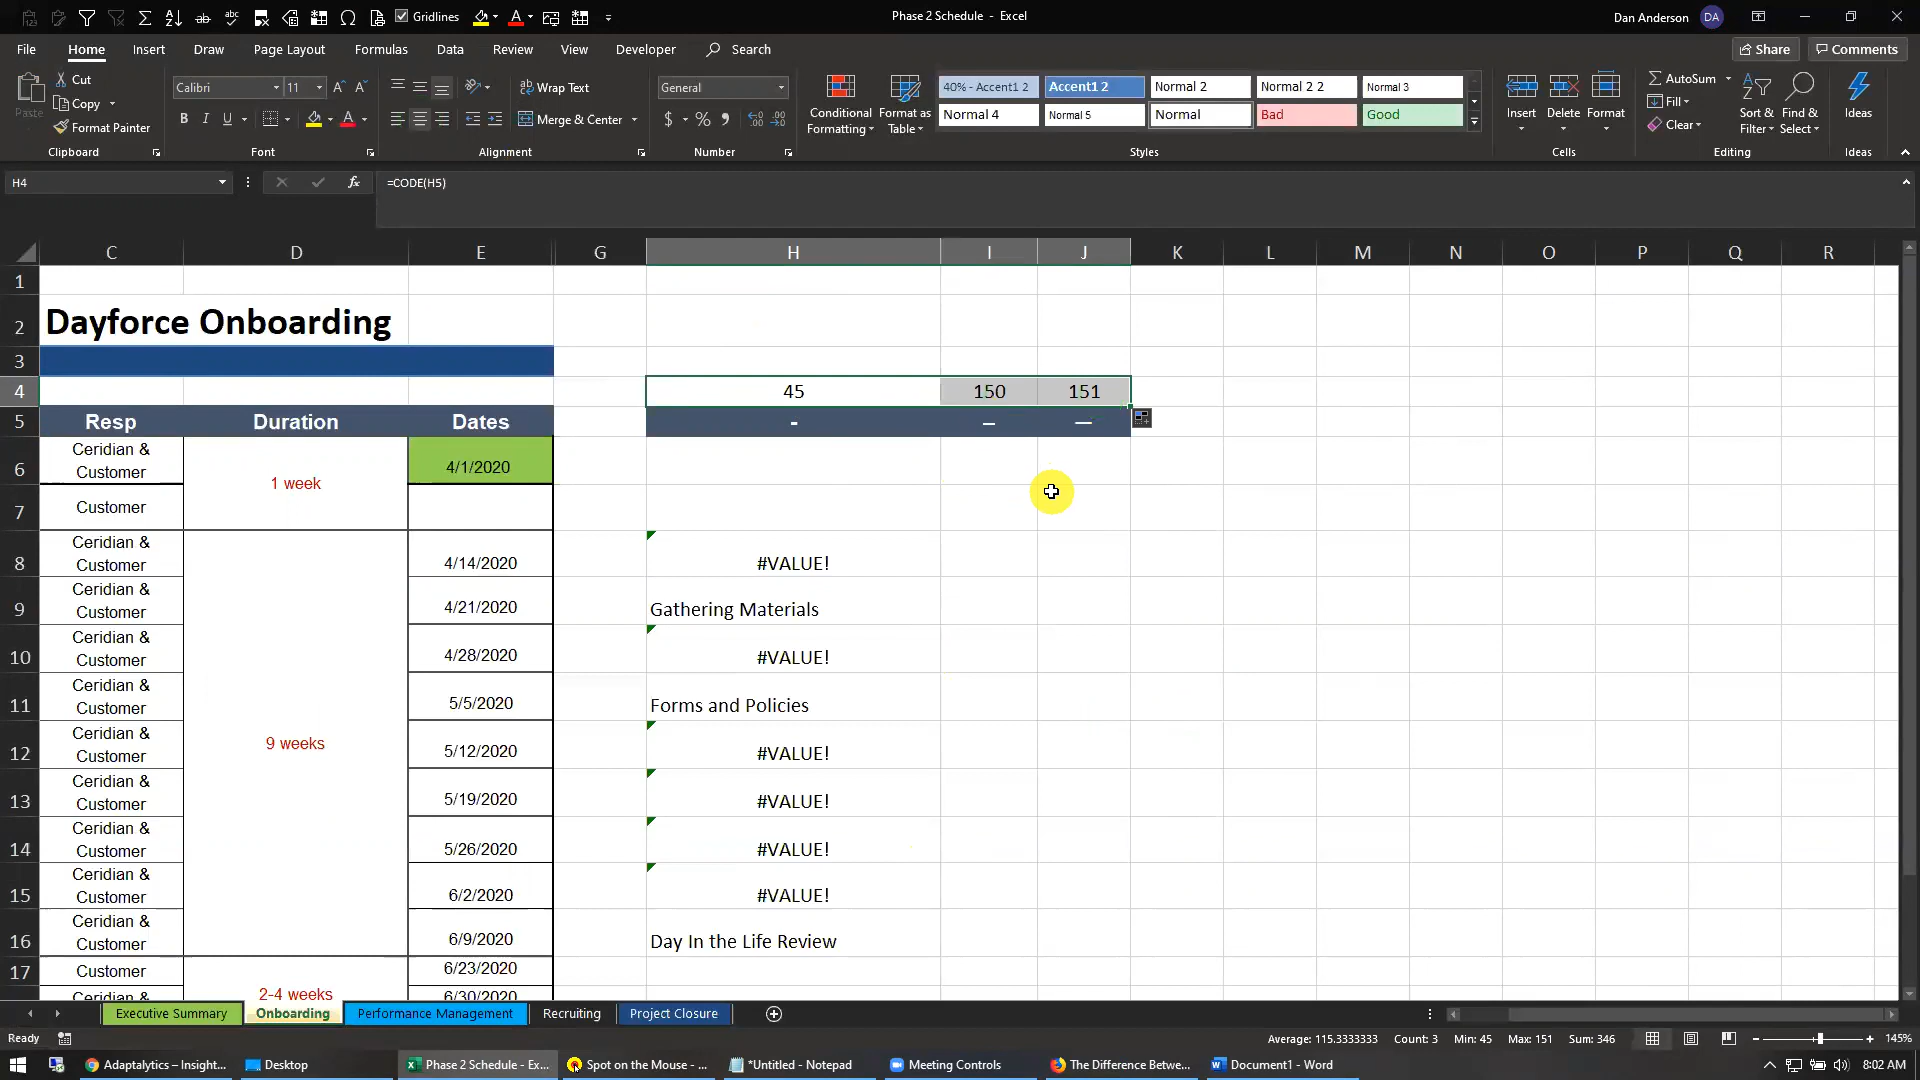 Gridlines
Phase 2 Schedule - Excel
Dan Anderson DA
File Home Insert Draw Page Layout Formulas Data Review View Developer Search
Share Comments
Cut
Copy
Format Painter
Paste
Clipboard
Calibri 11
B I U
Font
Wrap Text
Merge & Center
Alignment
General
$ % ,
Number
Conditional Formatting
Format as Table
40% - Accent1 2 Accent1 2 Normal 2 Normal 2 2 Normal 3
Normal 4 Normal 5 Normal Bad Good
Styles
Insert Delete Format
Cells
AutoSum
Fill
Clear
Sort & Filter
Find & Select
Editing
Ideas
Ideas
H4 fx =CODE(H5)
C D E G H I J K L M N O P Q R
1
2 Dayforce Onboarding
3
4 45 150 151
5 Resp Duration Dates - – —
6 Ceridian & Customer 1 week 4/1/2020
7 Customer
8 Ceridian & Customer 9 weeks 4/14/2020 #VALUE!
9 Ceridian & Customer 4/21/2020 Gathering Materials
10 Ceridian & Customer 4/28/2020 #VALUE!
11 Ceridian & Customer 5/5/2020 Forms and Policies
12 Ceridian & Customer 5/12/2020 #VALUE!
13 Ceridian & Customer 5/19/2020 #VALUE!
14 Ceridian & Customer 5/26/2020 #VALUE!
15 Ceridian & Customer 6/2/2020 #VALUE!
16 Ceridian & Customer 6/9/2020 Day In the Life Review
17 Customer 2-4 weeks 6/23/2020
Ceridian & 6/30/2020
Executive Summary Onboarding Performance Management Recruiting Project Closure
Ready Average: 115.3333333 Count: 3 Min: 45 Max: 151 Sum: 346 145%
Adaptalytics – Insight... Desktop Phase 2 Schedule - Ex... Spot on the Mouse - ... *Untitled - Notepad Meeting Controls The Difference Betwe... Document1 - Word 8:02 AM